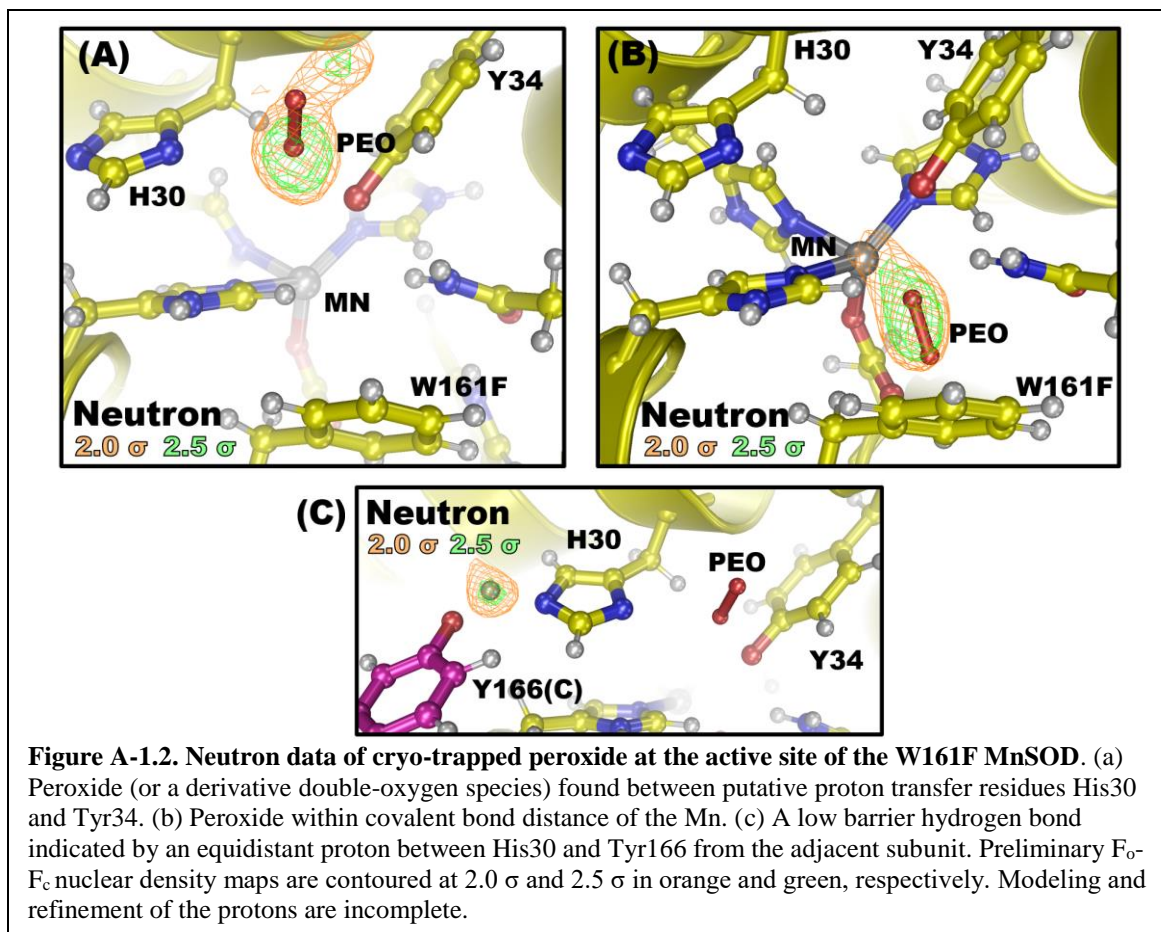 (A)
H30
Y34
PEO
MN
W161F
Neutron
2.0 σ 2.5 σ
(B)
H30
Y34
MN
PEO
W161F
Neutron
2.0 σ 2.5 σ
(C) Neutron
2.0 σ 2.5 σ
H30
PEO
Y34
Y166(C)
Figure A-1.2. Neutron data of cryo-trapped peroxide at the active site of the W161F MnSOD. (a)
Peroxide (or a derivative double-oxygen species) found between putative proton transfer residues His30
and Tyr34. (b) Peroxide within covalent bond distance of the Mn. (c) A low barrier hydrogen bond
indicated by an equidistant proton between His30 and Tyr166 from the adjacent subunit. Preliminary Fo-
Fc nuclear density maps are contoured at 2.0 σ and 2.5 σ in orange and green, respectively. Modeling and
refinement of the protons are incomplete.